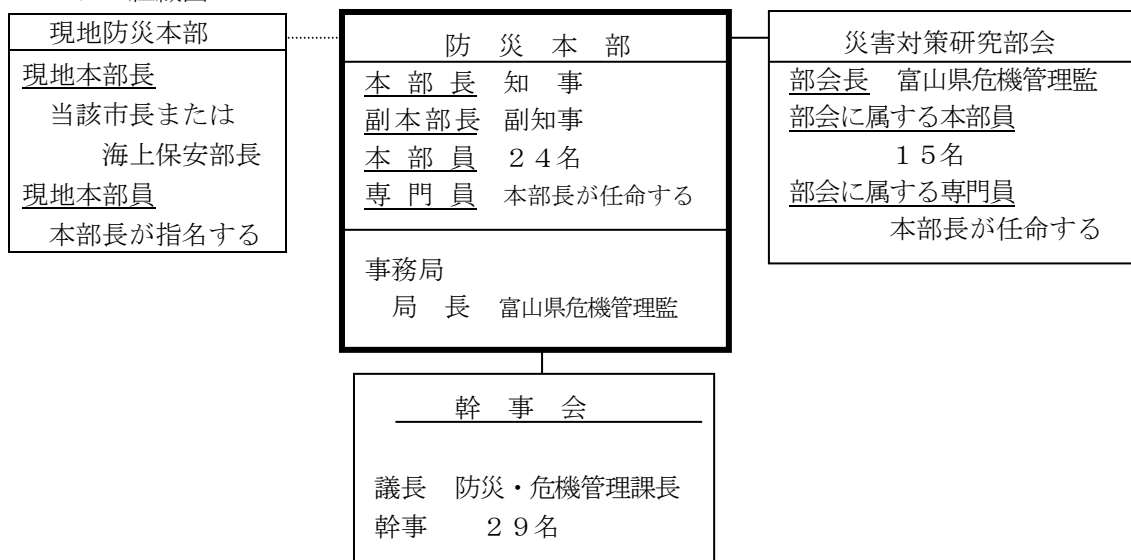 現地防災本部
現地本部長
当該市長または
海上保安部長
現地本部員
本部長が指名する
防 災 本 部
本 部 長 知 事
副本部長 副知事
本 部 員 ２４名
専 門 員 本部長が任命する
事務局
局 長 富山県危機管理監
災害対策研究部会
部会長 富山県危機管理監
部会に属する本部員
１５名
部会に属する専門員
本部長が任命する
幹 事 会
議長 防災・危機管理課長
幹事 ２９名